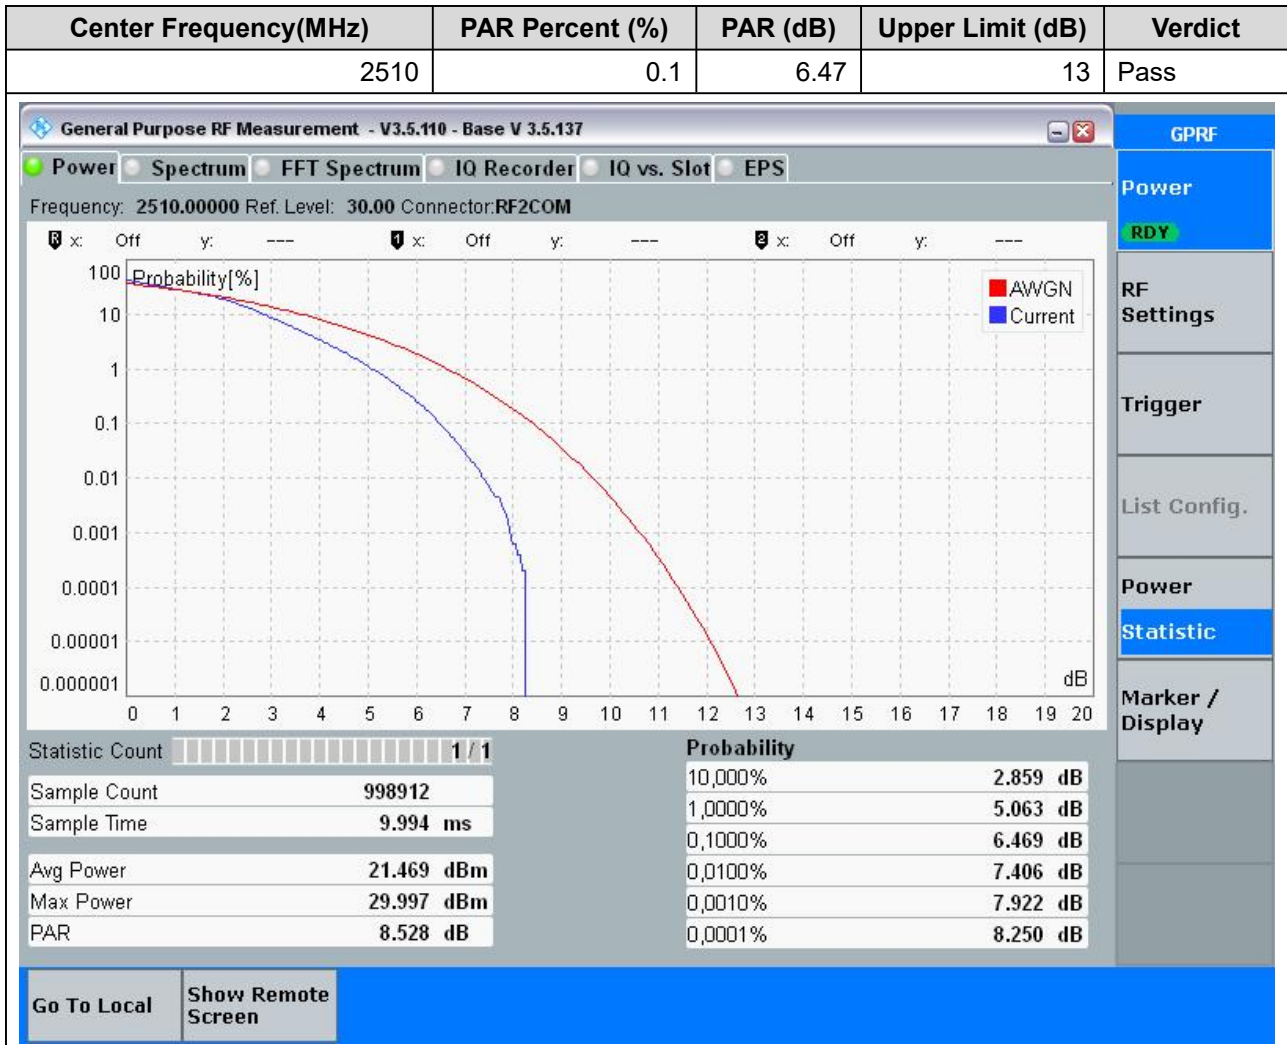 Center Frequency(MHz) PAR Percent (%) PAR (dB) Upper Limit (dB) Verdict
2510 0.1 6.47 13 Pass
General Purpose RF Measurement - V3.5.110 - Base V 3.5.137
GPRF
Power Spectrum FFT Spectrum IQ Recorder IQ vs. Slot EPS
Frequency: 2510.00000 Ref. Level: 30.00 Connector:RF2COM
R x: Off y: --- 1 x: Off y: --- 2 x: Off y: ---
Probability[%]
100
10
1
0.1
0.01
0.001
0.0001
0.00001
0.000001
AWGN
Current
dB
0 1 2 3 4 5 6 7 8 9 10 11 12 13 14 15 16 17 18 19 20
Statistic Count 1 / 1
Sample Count 998912
Sample Time 9.994 ms
Avg Power 21.469 dBm
Max Power 29.997 dBm
PAR 8.528 dB
Probability
10,000% 2.859 dB
1,0000% 5.063 dB
0,1000% 6.469 dB
0,0100% 7.406 dB
0,0010% 7.922 dB
0,0001% 8.250 dB
Power
RDY
RF
Settings
Trigger
List Config.
Power
Statistic
Marker /
Display
Go To Local
Show Remote
Screen